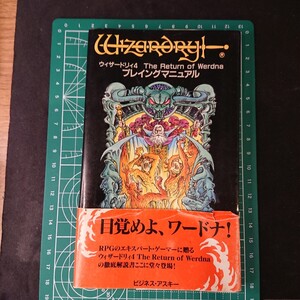 Wizardry
ウィザードリィ4 The Return of Werdna
プレイングマニュアル
目覚めよ、ワードナ!
RPGのエキスパート・ゲーマーに贈る
ウィザードリィ4 The Return of Werdna
の徹底解説書ここに堂々登場!
ビジネス・アスキー